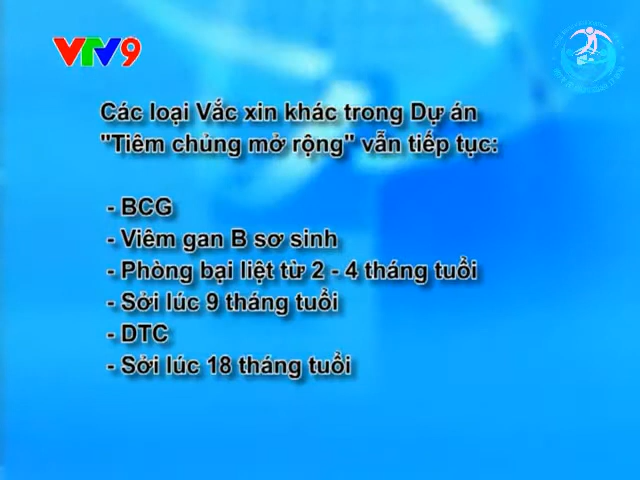 VTV9
Các loại Vắc xin khác trong Dự án
"Tiêm chủng mở rộng" vẫn tiếp tục:
- BCG
- Viêm gan B sơ sinh
- Phòng bại liệt từ 2 - 4 tháng tuổi
- Sởi lúc 9 tháng tuổi
- DTC
- Sởi lúc 18 tháng tuổi